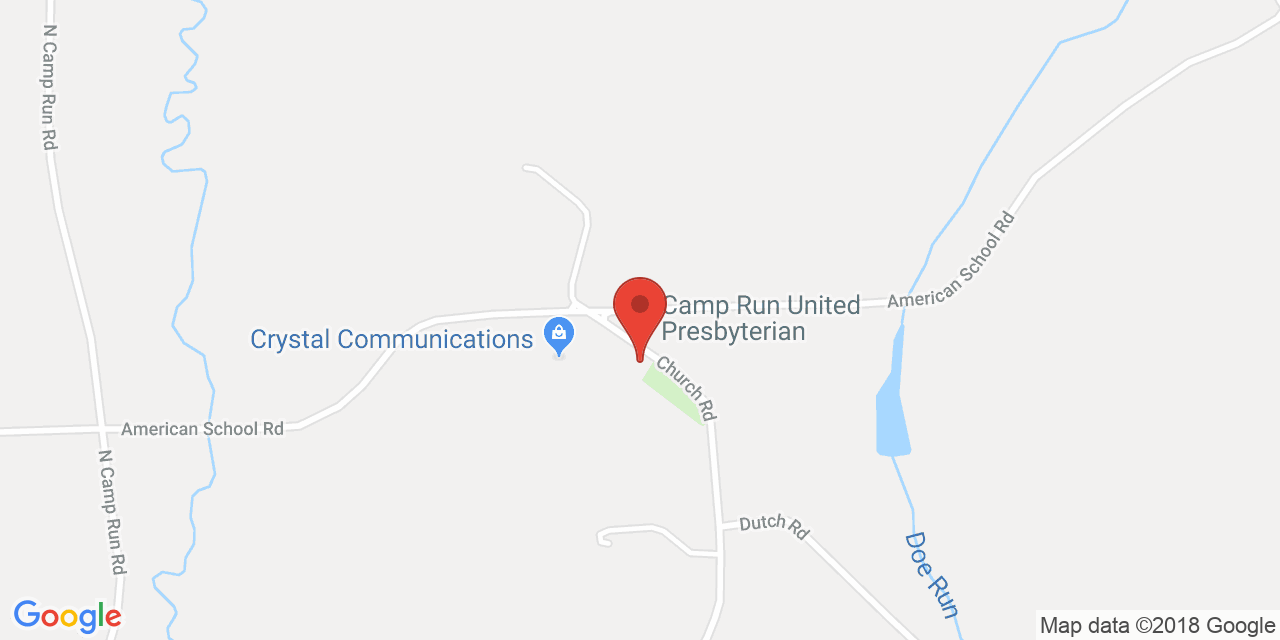 N Camp Run Rd
American School Rd
Camp Run United
Presbyterian
Crystal Communications
Church Rd
American School Rd
N Camp Run Rd
Dutch Rd
Doe Run
Google
Map data ©2018 Google